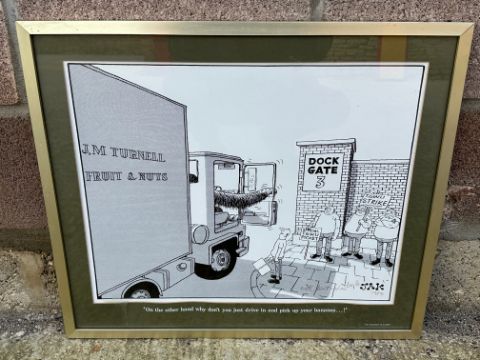 J.M TURNELL
FRUIT & NUTS
DOCK
GATE
3
STRIKE
JAK
"On the other hand why don't you just drive in and pick up your bananas...!"